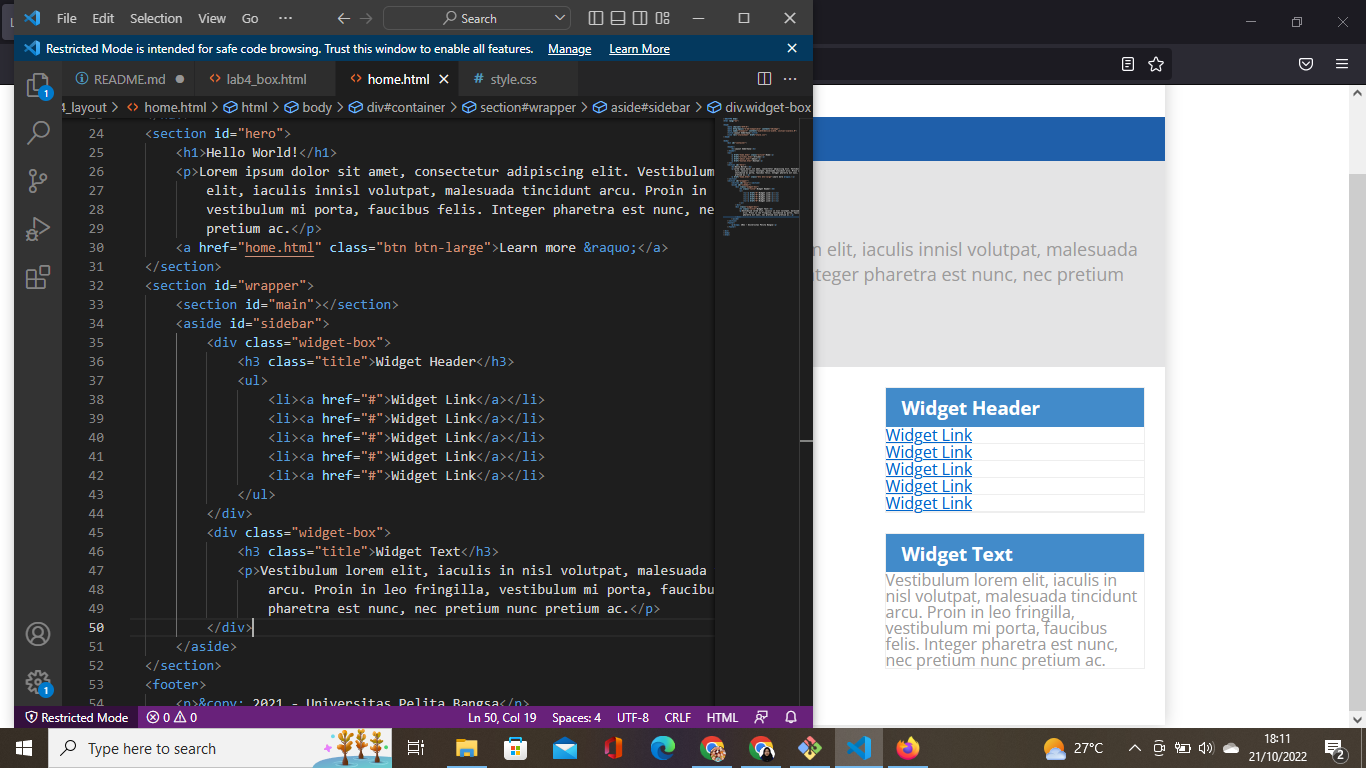 File Edit Selection View Go ··· Search
Restricted Mode is intended for safe code browsing. Trust this window to enable all features. Manage Learn More
README.md lab4_box.html home.html style.css
_layout > home.html > html > body > div#container > section#wrapper > aside#sidebar > div.widget-box
24 <section id="hero">
25 <h1>Hello World!</h1>
26 <p>Lorem ipsum dolor sit amet, consectetur adipiscing elit. Vestibulum
27 elit, iaculis innisl volutpat, malesuada tincidunt arcu. Proin in
28 vestibulum mi porta, faucibus felis. Integer pharetra est nunc, ne
29 pretium ac.</p>
30 <a href="home.html" class="btn btn-large">Learn more &raquo;</a>
31 </section>
32 <section id="wrapper">
33 <section id="main"></section>
34 <aside id="sidebar">
35 <div class="widget-box">
36 <h3 class="title">Widget Header</h3>
37 <ul>
38 <li><a href="#">Widget Link</a></li>
39 <li><a href="#">Widget Link</a></li>
40 <li><a href="#">Widget Link</a></li>
41 <li><a href="#">Widget Link</a></li>
42 <li><a href="#">Widget Link</a></li>
43 </ul>
44 </div>
45 <div class="widget-box">
46 <h3 class="title">Widget Text</h3>
47 <p>Vestibulum lorem elit, iaculis in nisl volutpat, malesuada
48 arcu. Proin in leo fringilla, vestibulum mi porta, faucibu
49 pharetra est nunc, nec pretium nunc pretium ac.</p>
50 </div>
51 </aside>
52 </section>
53 <footer>
54 <p>&copy; 2021 - Universitas Pelita Bangsa</p>
Restricted Mode 0 0 Ln 50, Col 19 Spaces: 4 UTF-8 CRLF HTML
m elit, iaculis innisl volutpat, malesuada
nteger pharetra est nunc, nec pretium
Widget Header
Widget Link
Widget Link
Widget Link
Widget Link
Widget Link
Widget Text
Vestibulum lorem elit, iaculis in
nisl volutpat, malesuada tincidunt
arcu. Proin in leo fringilla,
vestibulum mi porta, faucibus
felis. Integer pharetra est nunc,
nec pretium nunc pretium ac.
Type here to search
27°C
18:11
21/10/2022
2